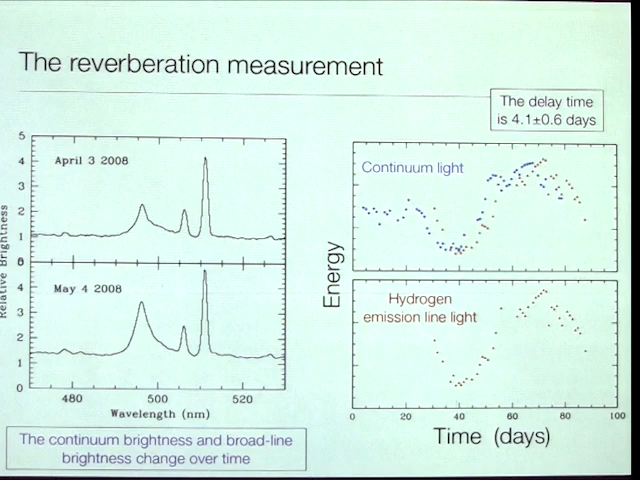 The reverberation measurement
The delay time
is 4.1±0.6 days
April 3 2008
5
4
3
2
1
0
May 4 2008
4
3
2
1
0
Relative Brightness
480
500
520
Wavelength (nm)
The continuum brightness and broad-line
brightness change over time
Continuum light
Hydrogen
emission line light
Energy
0
20
40
60
80
100
Time (days)